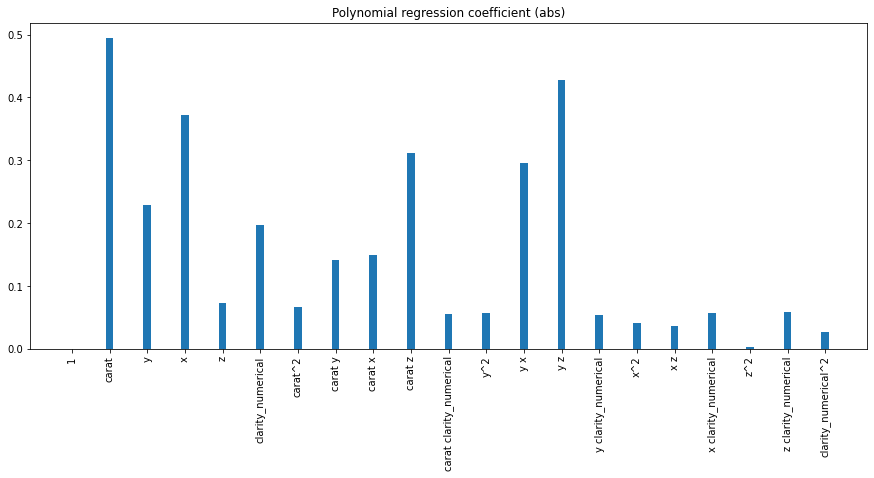 Polynomial regression coefficient (abs)
0.5
0.4
0.3
0.2
0.1
0.0
1
carat
y
x
z
clarity_numerical
carat^2
carat y
carat x
carat z
carat clarity_numerical
y^2
y x
y z
y clarity_numerical
x^2
x z
x clarity_numerical
z^2
z clarity_numerical
clarity_numerical^2